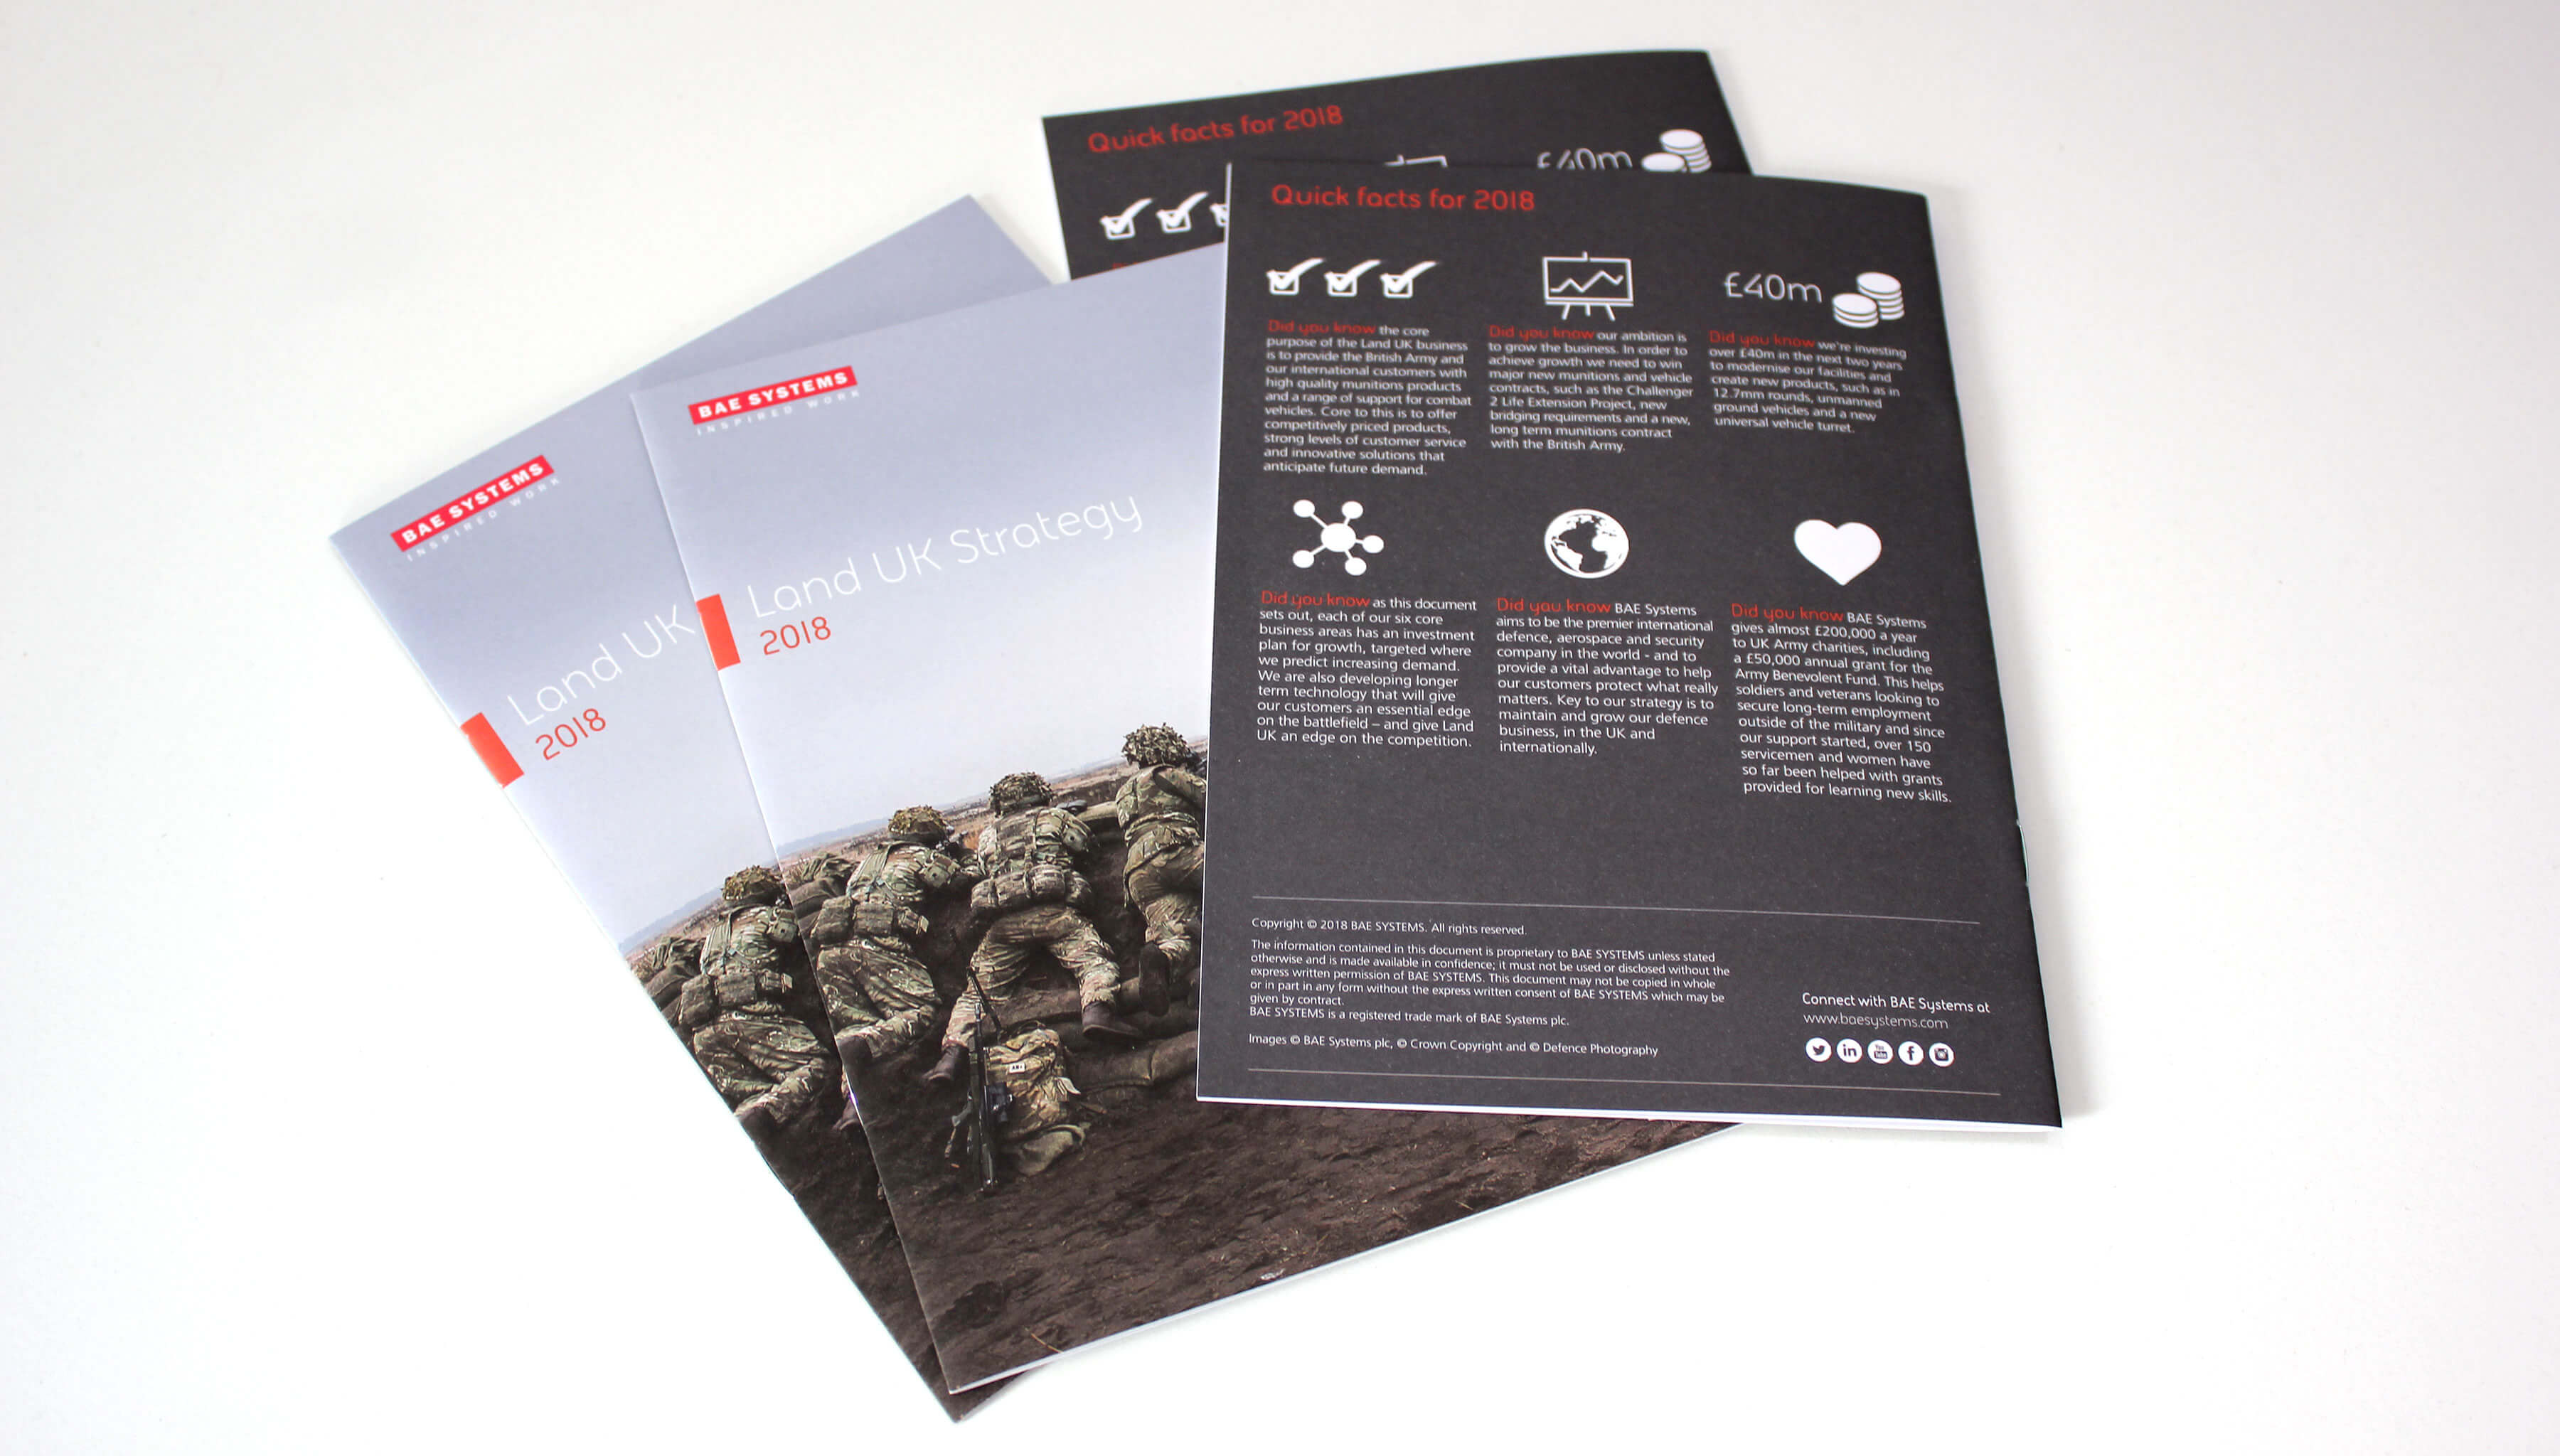 BAE SYSTEMS
INSPIRED WORK
Land UK
2018
BAE SYSTEMS
INSPIRED WORK
Land UK Strategy
2018
Quick facts for 2018
£40m
Quick facts for 2018
Did you know the core
purpose of the Land UK business
is to provide the British Army and
our international customers with
high quality munitions products
and a range of support for combat
vehicles. Core to this is to offer
competitively priced products,
strong levels of customer service
and innovative solutions that
anticipate future demand.
Did you know our ambition is
to grow the business. In order to
achieve growth we need to win
major new munitions and vehicle
contracts, such as the Challenger
2 Life Extension Project, new
bridging requirements and a new,
long term munitions contract
with the British Army.
£40m
Did you know we're investing
over £40m in the next two years
to modernise our facilities and
create new products, such as in
12.7mm rounds, unmanned
ground vehicles and a new
universal vehicle turret.
Did you know as this document
sets out, each of our six core
business areas has an investment
plan for growth, targeted where
we predict increasing demand.
We are also developing longer
term technology that will give
our customers an essential edge
on the battlefield – and give Land
UK an edge on the competition.
Did you know BAE Systems
aims to be the premier international
defence, aerospace and security
company in the world - and to
provide a vital advantage to help
our customers protect what really
matters. Key to our strategy is to
maintain and grow our defence
business, in the UK and
internationally.
Did you know BAE Systems
gives almost £200,000 a year
to UK Army charities, including
a £50,000 annual grant for the
Army Benevolent Fund. This helps
soldiers and veterans looking to
secure long-term employment
outside of the military and since
our support started, over 150
servicemen and women have
so far been helped with grants
provided for learning new skills.
Copyright © 2018 BAE SYSTEMS. All rights reserved.
The information contained in this document is proprietary to BAE SYSTEMS unless stated
otherwise and is made available in confidence; it must not be used or disclosed without the
express written permission of BAE SYSTEMS. This document may not be copied in whole
or in part in any form without the express written consent of BAE SYSTEMS which may be
given by contract.
BAE SYSTEMS is a registered trade mark of BAE Systems plc.
Images © BAE Systems plc, © Crown Copyright and © Defence Photography
Connect with BAE Systems at
www.baesystems.com